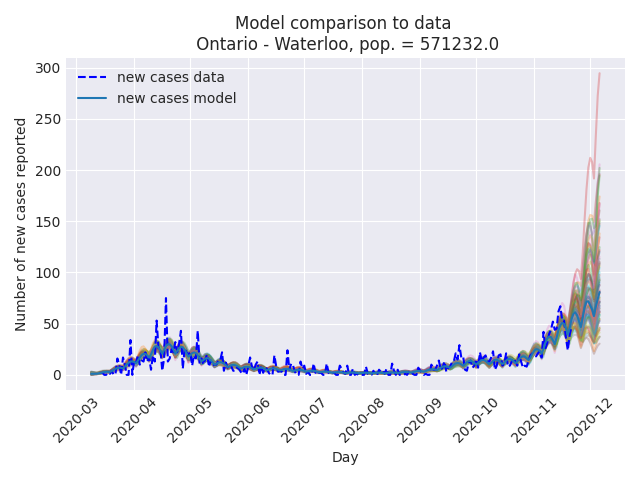 Model comparison to data
Ontario - Waterloo, pop. = 571232.0
new cases data
new cases model
Number of new cases reported
300
250
200
150
100
50
0
2020-03
2020-04
2020-05
2020-06
2020-07
2020-08
2020-09
2020-10
2020-11
2020-12
Day